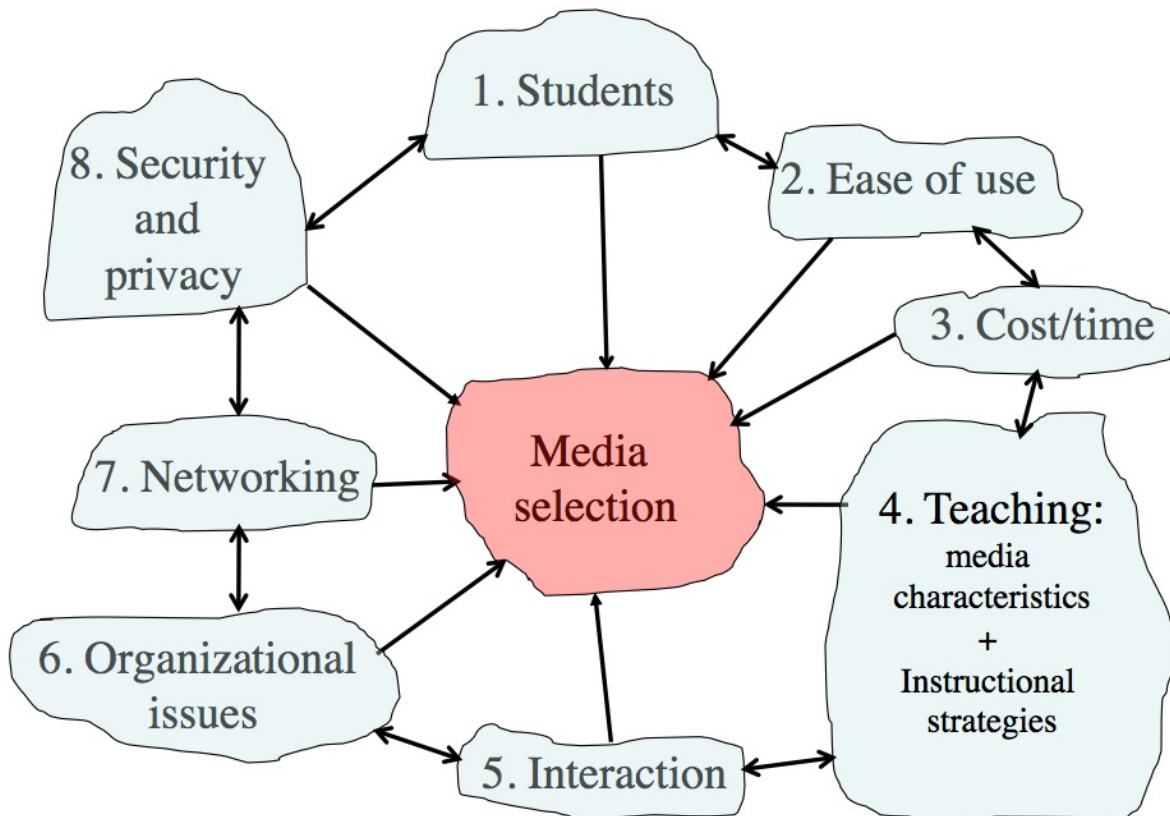 1. Students
2. Ease of use
3. Cost/time
4. Teaching:
media
characteristics
+
Instructional
strategies
5. Interaction
6. Organizational
issues
7. Networking
8. Security
and
privacy
Media
selection